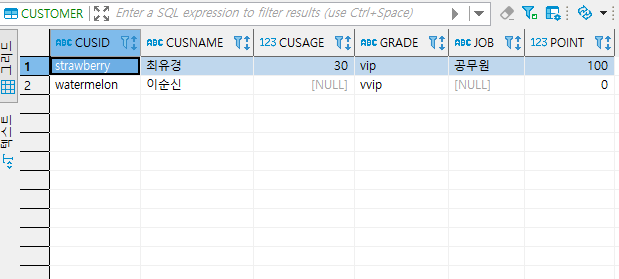 CUSTOMER Enter a SQL expression to filter results (use Ctrl+Space)
그리드
텍스트
ABC CUSID ABC CUSNAME 123 CUSAGE ABC GRADE ABC JOB 123 POINT
1 strawberry 최유경 30 vip 공무원 100
2 watermelon 이순신 [NULL] vvip [NULL] 0